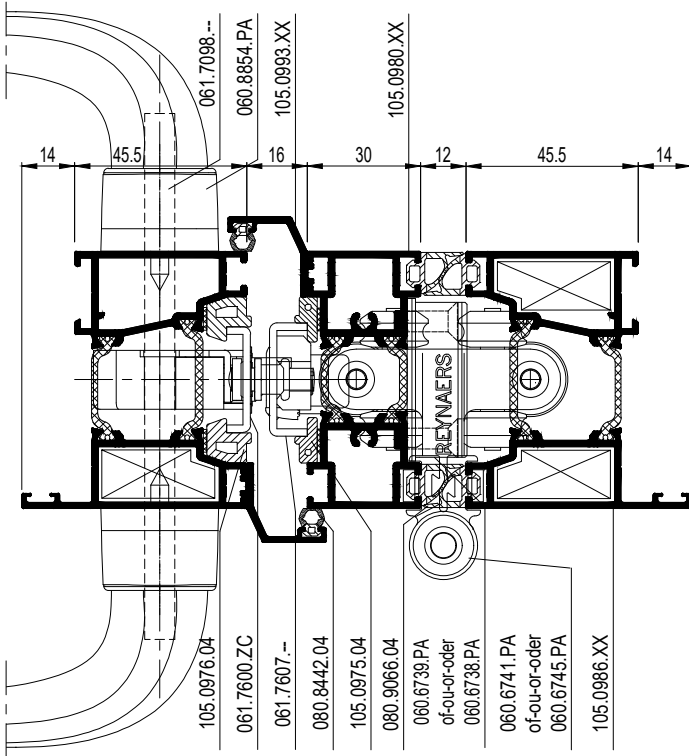 061.7098.--
060.8854.PA
105.0993.XX
105.0980.XX
14
45.5
16
30
12
45.5
14
REYNAERS
105.0976.04
061.7600.ZC
061.7607.--
080.8442.04
105.0975.04
080.9066.04
060.6739.PA
of-ou-or-oder
060.6738.PA
060.6741.PA
of-ou-or-oder
060.6745.PA
105.0986.XX